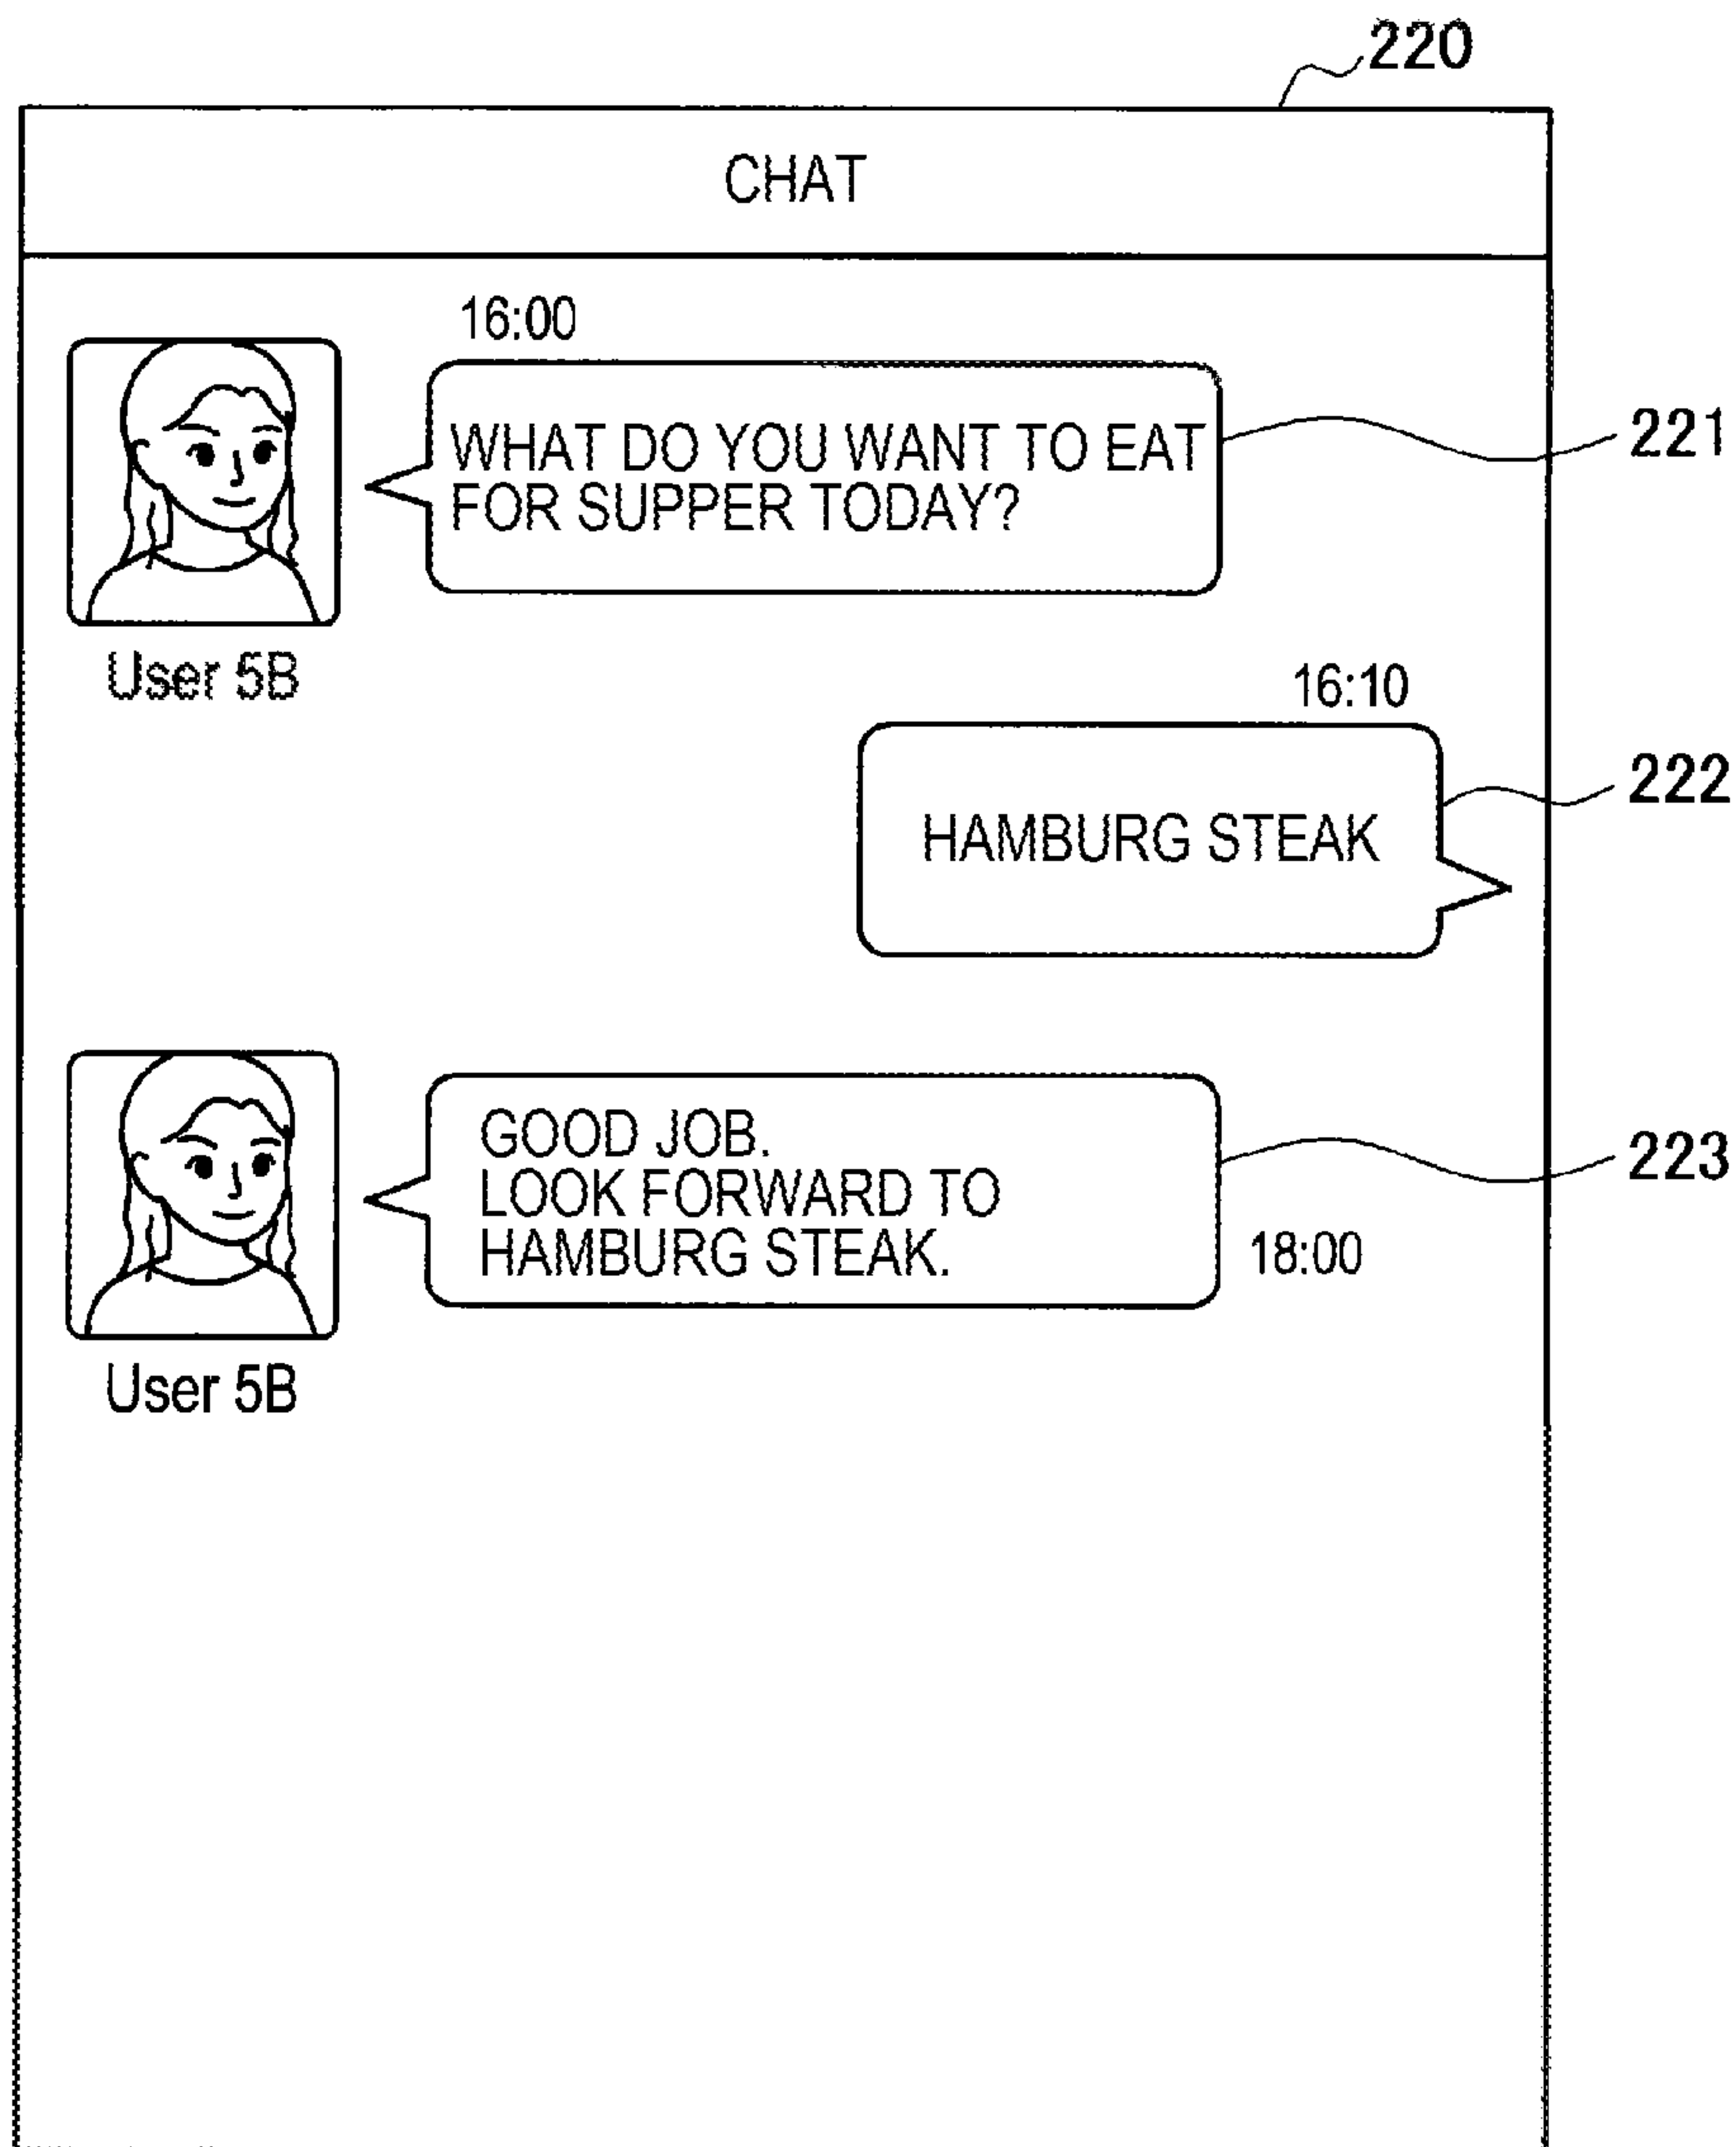 220
CHAT
16:00
WHAT DO YOU WANT TO EAT
FOR SUPPER TODAY?
221
User 5B
16:10
HAMBURG STEAK
222
GOOD JOB.
LOOK FORWARD TO
HAMBURG STEAK.
223
18:00
User 5B